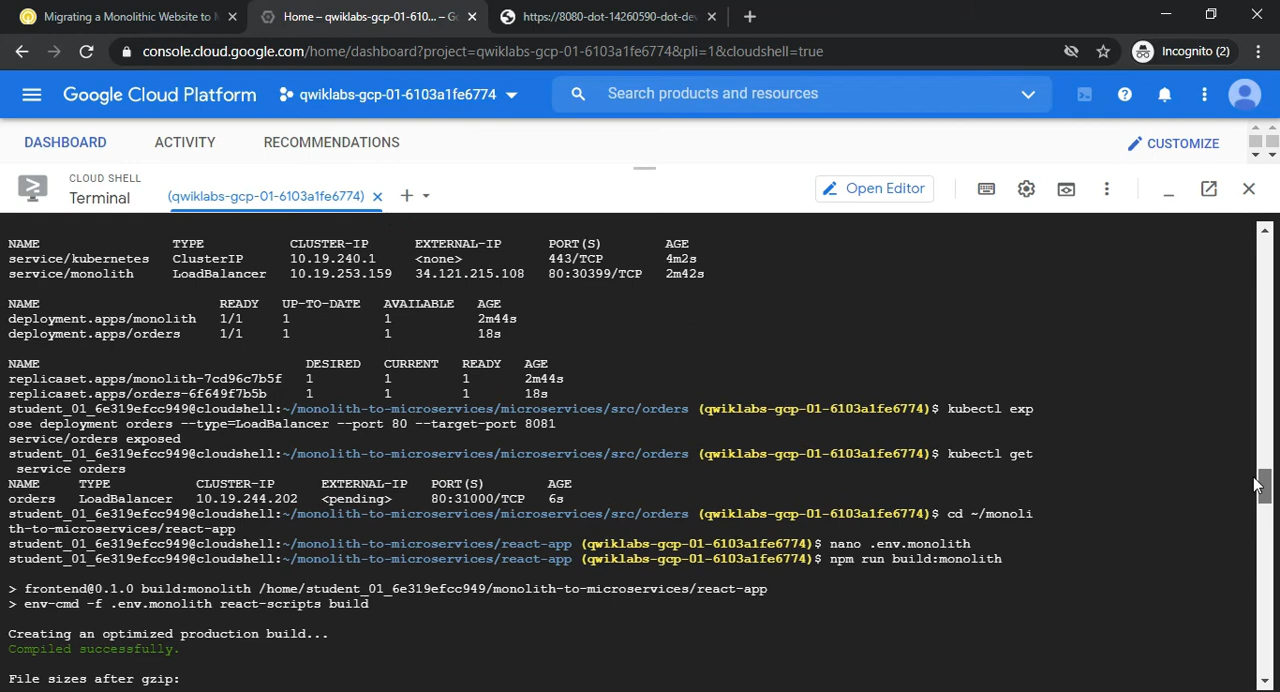 Migrating a Monolithic Website to
Home – qwiklabs-gcp-01-610... – Go
https://8080-dot-14260590-dot-de
console.cloud.google.com/home/dashboard?project=qwiklabs-gcp-01-6103a1fe6774&pli=1&cloudshell=true
Incognito (2)
Google Cloud Platform
qwiklabs-gcp-01-6103a1fe6774
Search products and resources
DASHBOARD
ACTIVITY
RECOMMENDATIONS
CUSTOMIZE
CLOUD SHELL
Terminal
(qwiklabs-gcp-01-6103a1fe6774)
Open Editor
NAME TYPE CLUSTER-IP EXTERNAL-IP PORT(S) AGE
service/kubernetes ClusterIP 10.19.240.1 <none> 443/TCP 4m2s
service/monolith LoadBalancer 10.19.253.159 34.121.215.108 80:30399/TCP 2m42s
NAME READY UP-TO-DATE AVAILABLE AGE
deployment.apps/monolith 1/1 1 1 2m44s
deployment.apps/orders 1/1 1 1 18s
NAME DESIRED CURRENT READY AGE
replicaset.apps/monolith-7cd96c7b5f 1 1 1 2m44s
replicaset.apps/orders-6f649f7b5b 1 1 1 18s
student_01_6e319efcc949@cloudshell:~/monolith-to-microservices/microservices/src/orders (qwiklabs-gcp-01-6103a1fe6774)$ kubectl exp
ose deployment orders --type=LoadBalancer --port 80 --target-port 8081
service/orders exposed
student_01_6e319efcc949@cloudshell:~/monolith-to-microservices/microservices/src/orders (qwiklabs-gcp-01-6103a1fe6774)$ kubectl get
service orders
NAME TYPE CLUSTER-IP EXTERNAL-IP PORT(S) AGE
orders LoadBalancer 10.19.244.202 <pending> 80:31000/TCP 6s
student_01_6e319efcc949@cloudshell:~/monolith-to-microservices/microservices/src/orders (qwiklabs-gcp-01-6103a1fe6774)$ cd ~/monoli
th-to-microservices/react-app
student_01_6e319efcc949@cloudshell:~/monolith-to-microservices/react-app (qwiklabs-gcp-01-6103a1fe6774)$ nano .env.monolith
student_01_6e319efcc949@cloudshell:~/monolith-to-microservices/react-app (qwiklabs-gcp-01-6103a1fe6774)$ npm run build:monolith
> frontend@0.1.0 build:monolith /home/student_01_6e319efcc949/monolith-to-microservices/react-app
> env-cmd -f .env.monolith react-scripts build
Creating an optimized production build...
Compiled successfully.
File sizes after gzip: